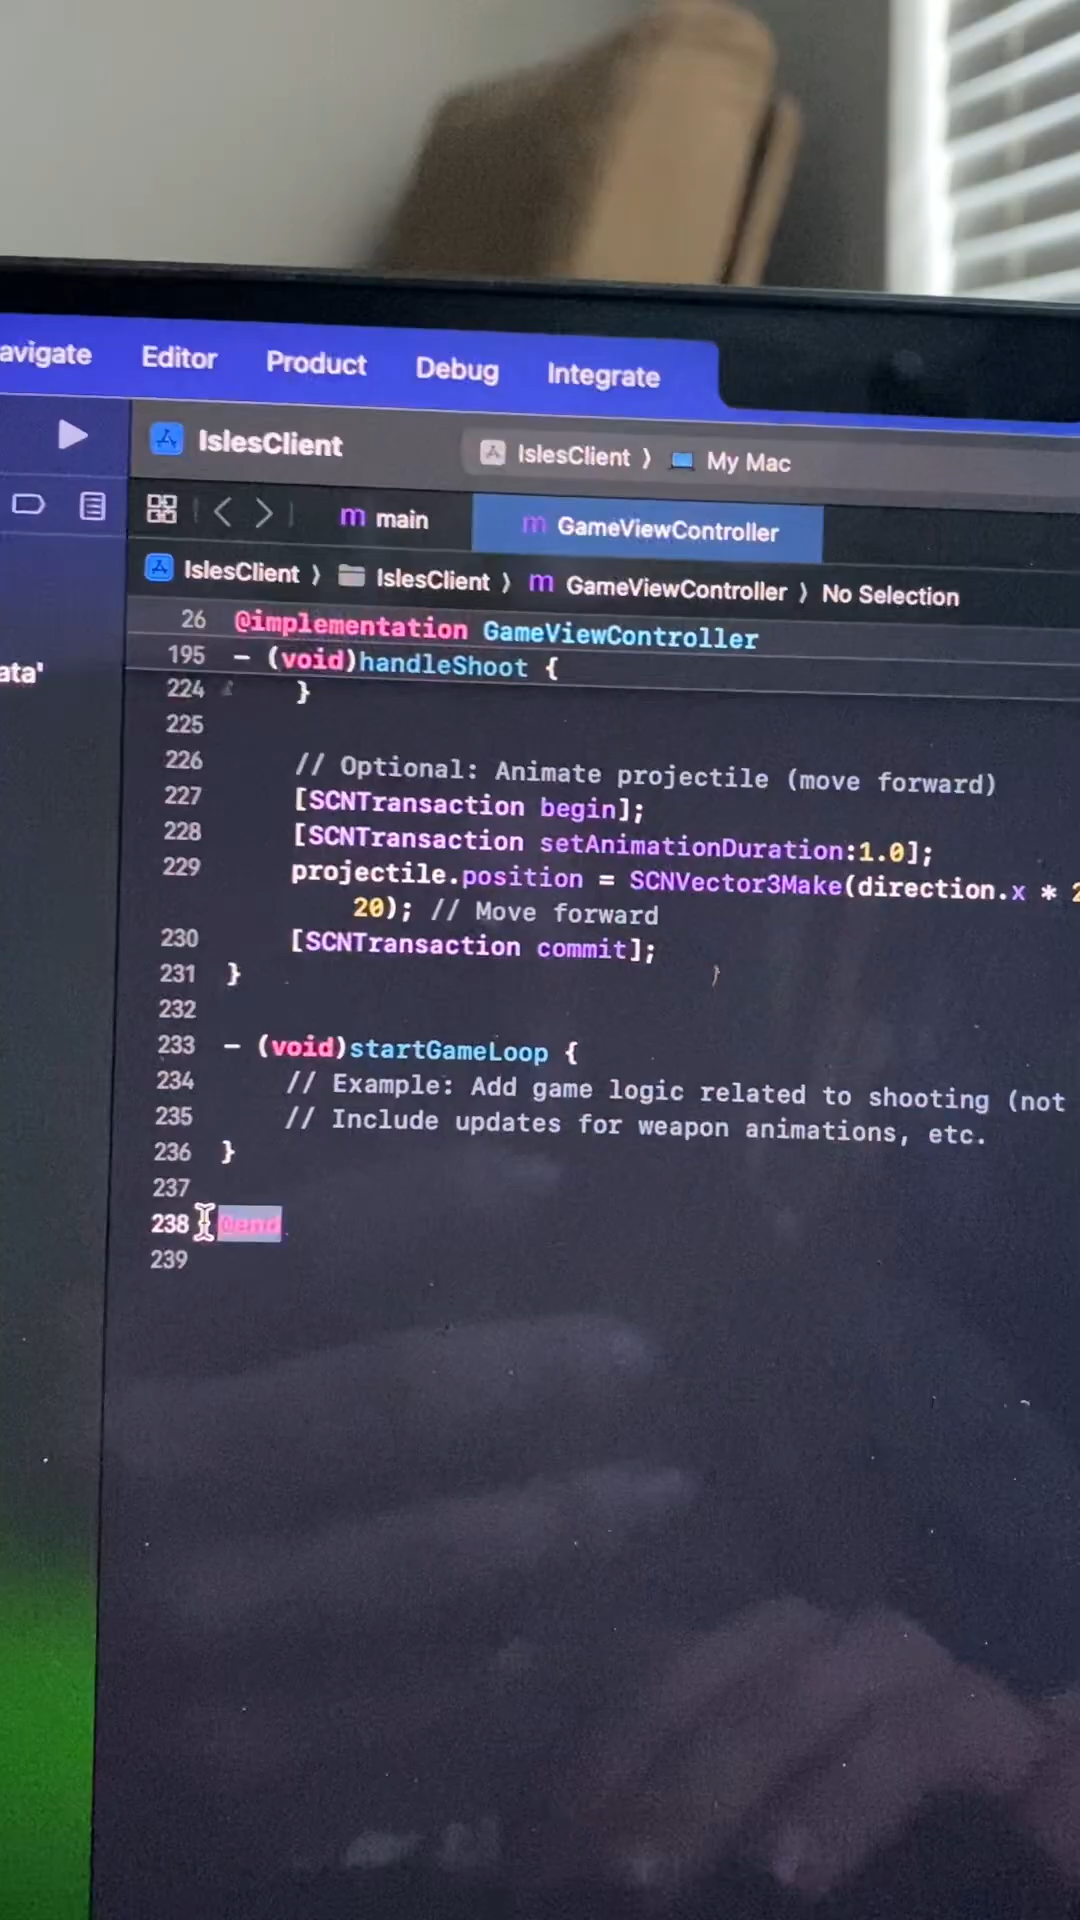 avigate Editor Product Debug Integrate
IslesClient IslesClient 〉 My Mac
m main m GameViewController
IslesClient 〉 IslesClient 〉 m GameViewController 〉 No Selection
ata'
26 @implementation GameViewController
195 - (void)handleShoot {
224 }
225
226 // Optional: Animate projectile (move forward)
227 [SCNTransaction begin];
228 [SCNTransaction setAnimationDuration:1.0];
229 projectile.position = SCNVector3Make(direction.x * 2
20); // Move forward
230 [SCNTransaction commit];
231 }
232
233 - (void)startGameLoop {
234 // Example: Add game logic related to shooting (not
235 // Include updates for weapon animations, etc.
236 }
237
238 @end
239